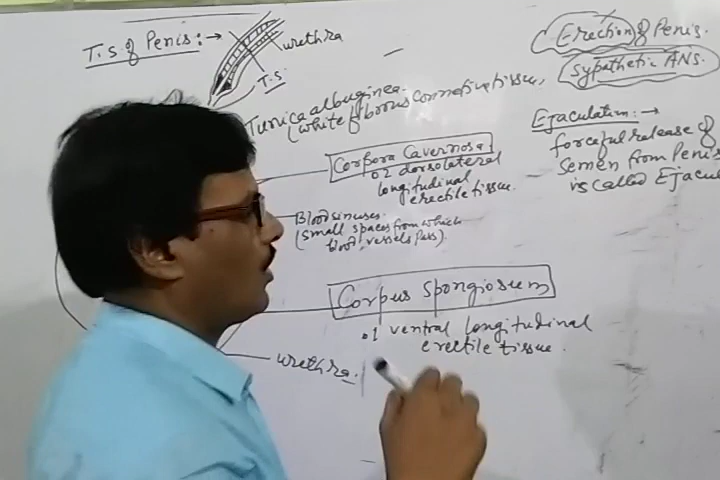 T.s of Penis:→
urethra
T.S
Tunica albuginea.
(white fibrous connective tissue.
Corpora Cavernosa
02 dorsolateral
longitudinal
erectile tissue.
Blood sinuses.
(small spaces from which
blood vessels pass).
Corpus Spongiosum
01 ventral longitudinal
erectile tissue.
urethra.
Erection of Penis.
sypathetic ANS.
Ejaculation:→
forceful release of
semen from Penis
is called Ejacul